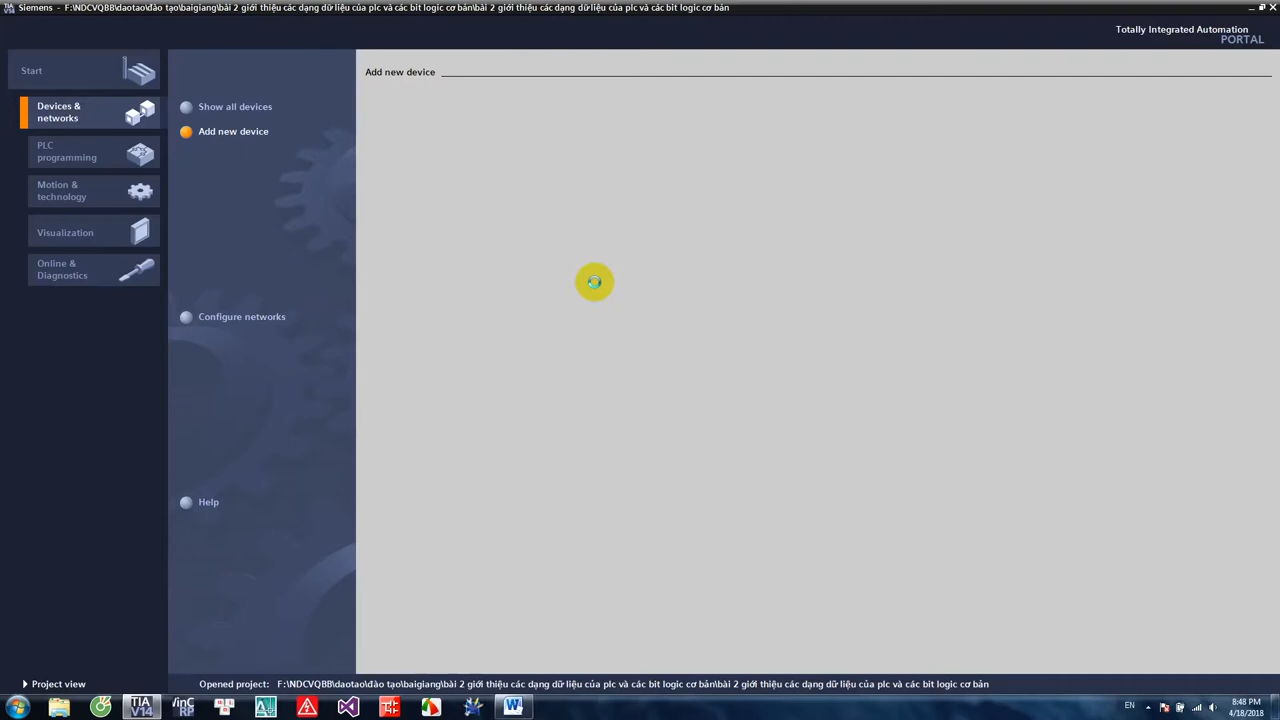 Siemens - F:\NDCVQBB\daotao\đào tạo\baigiang\bài 2 giới thiệu các dạng dữ liệu của plc và các bit logic cơ bản\bài 2 giới thiệu các dạng dữ liệu của plc và các bit logic cơ bản
Totally Integrated Automation
PORTAL
Start
Devices &
networks
PLC
programming
Motion &
technology
Visualization
Online &
Diagnostics
Show all devices
Add new device
Configure networks
Help
Add new device
Project view
Opened project: F:\NDCVQBB\daotao\đào tạo\baigiang\bài 2 giới thiệu các dạng dữ liệu của plc và các bit logic cơ bản\bài 2 giới thiệu các dạng dữ liệu của plc và các bit logic cơ bản
TIA
V14
EN
8:48 PM
4/18/2018